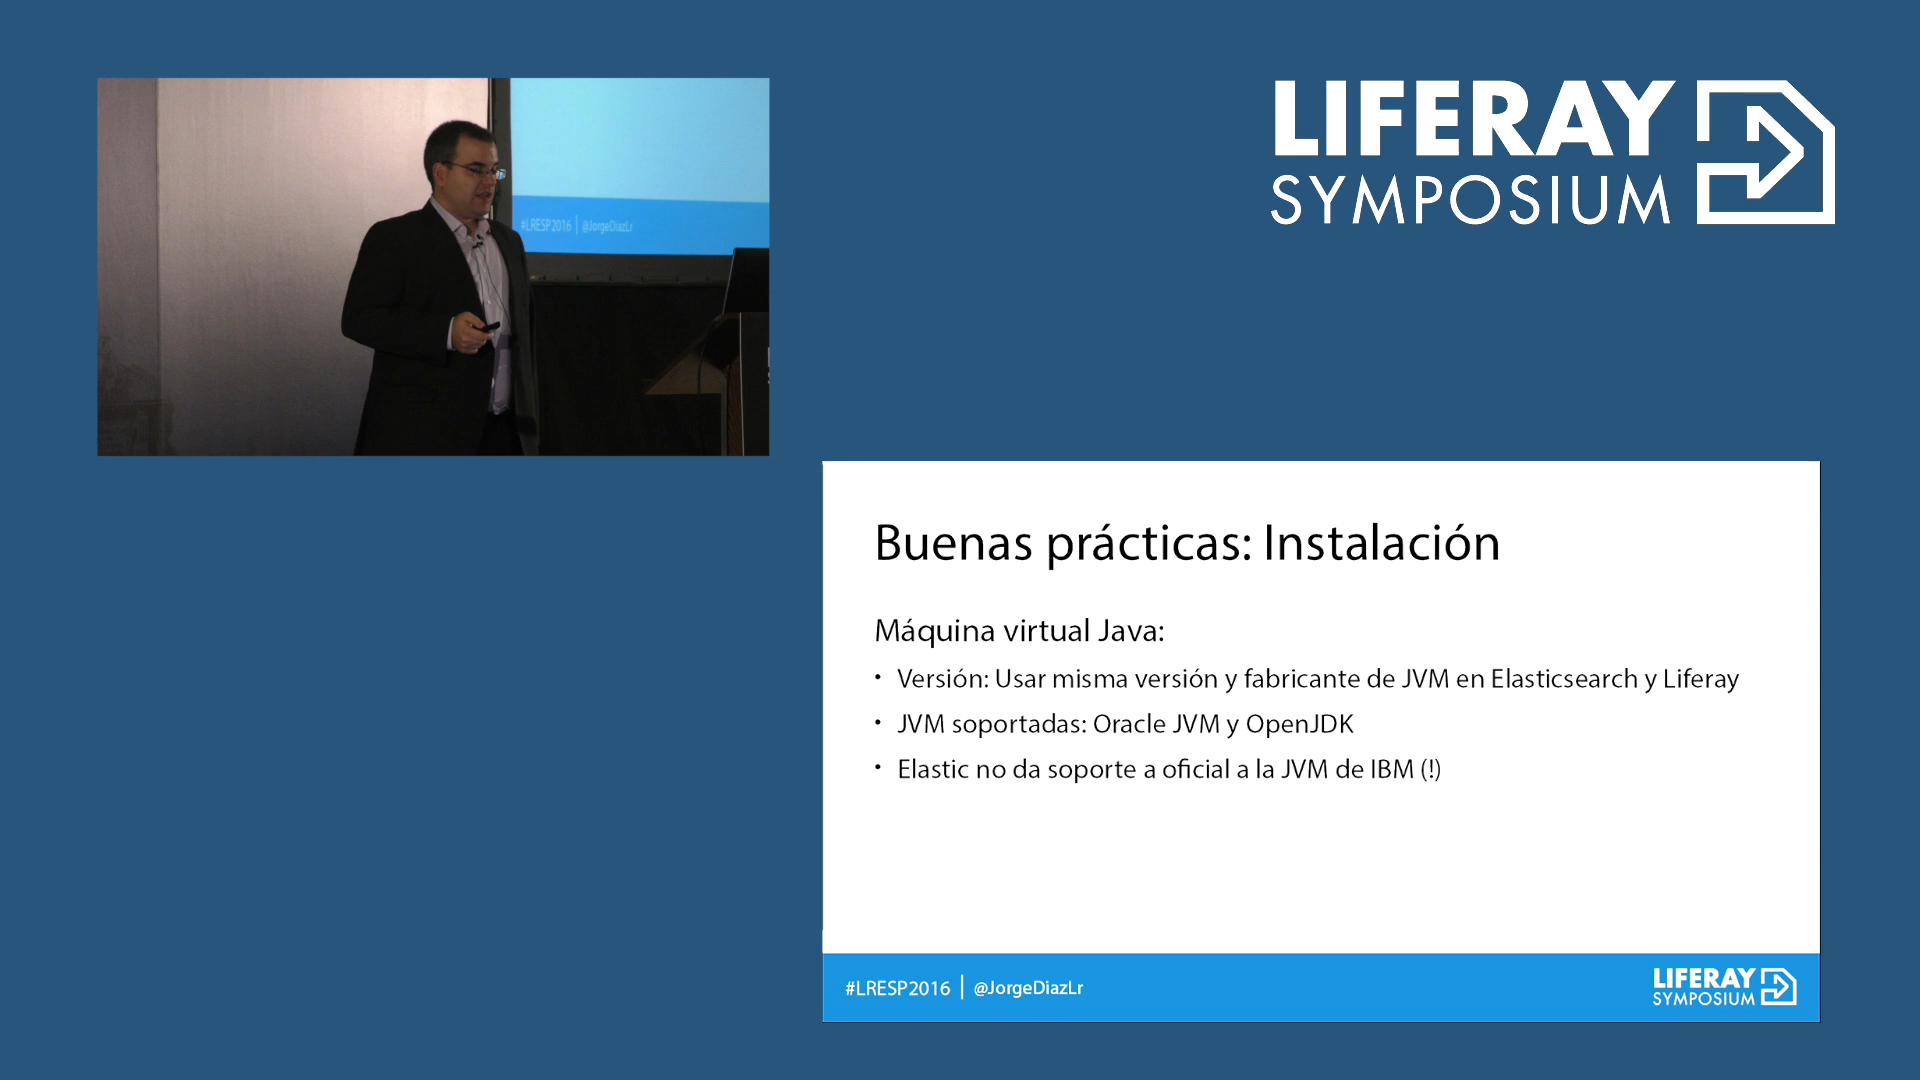 #LRESP2016 | @JorgeDiazLr
LIFERAY
SYMPOSIUM
Buenas prácticas: Instalación
Máquina virtual Java:
• Versión: Usar misma versión y fabricante de JVM en Elasticsearch y Liferay
• JVM soportadas: Oracle JVM y OpenJDK
• Elastic no da soporte a oficial a la JVM de IBM (!)
#LRESP2016 | @JorgeDiazLr
LIFERAY
SYMPOSIUM